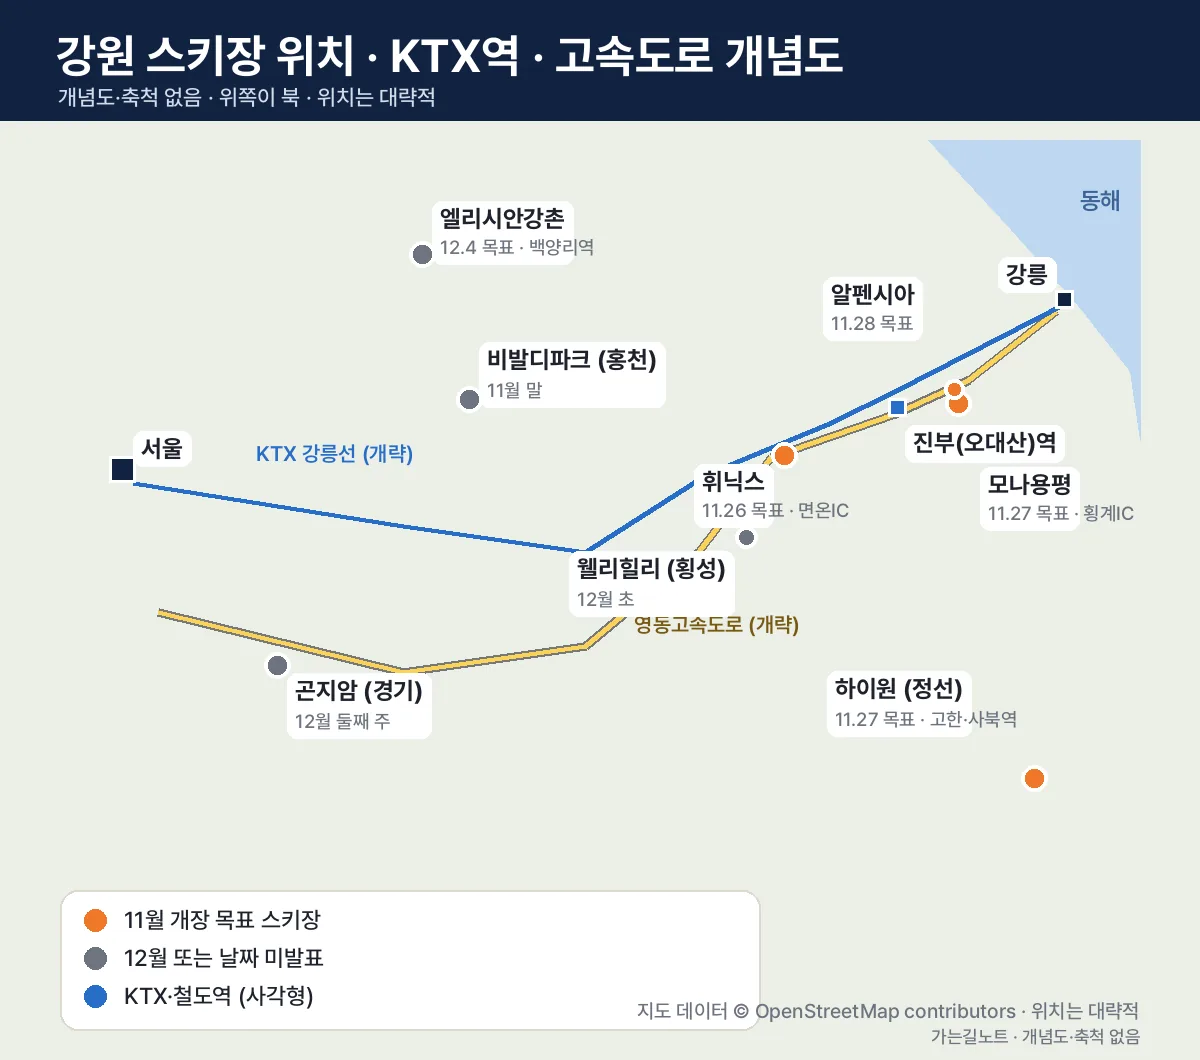 강원 스키장 위치 · KTX역 · 고속도로 개념도
개념도·축척 없음 · 위쪽이 북 · 위치는 대략적
동해
엘리시안강촌
12.4 목표 · 백양리역
강릉
알펜시아
11.28 목표
비발디파크 (홍천)
11월 말
서울
KTX 강릉선 (개략)
진부(오대산)역
휘닉스
11.26 목표 · 면온IC
모나용평
11.27 목표 · 횡계IC
웰리힐리 (횡성)
12월 초
영동고속도로 (개략)
곤지암 (경기)
12월 둘째 주
하이원 (정선)
11.27 목표 · 고한·사북역
11월 개장 목표 스키장
12월 또는 날짜 미발표
KTX·철도역 (사각형)
지도 데이터 © OpenStreetMap contributors · 위치는 대략적
가는길노트 · 개념도·축척 없음